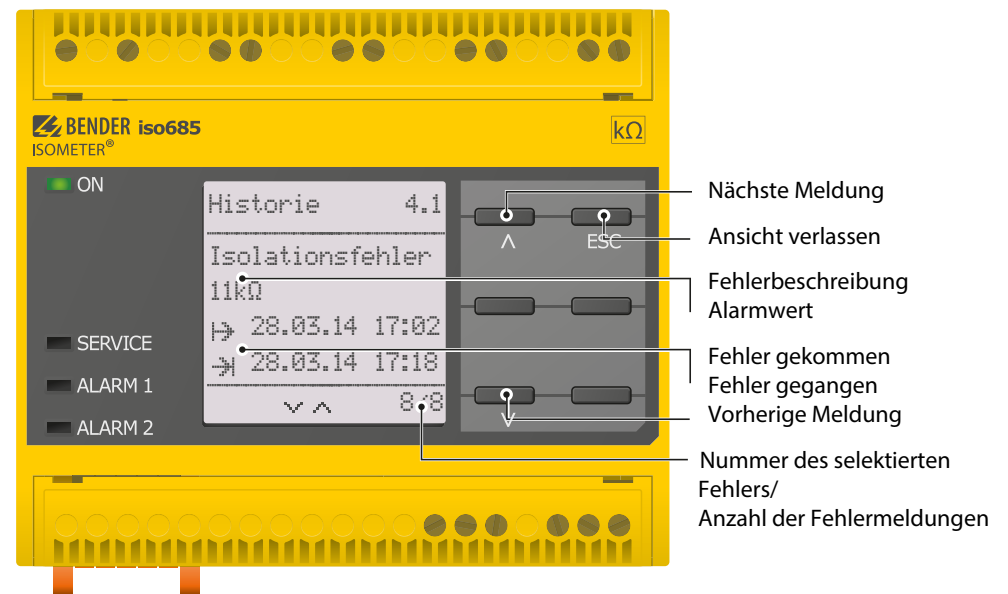 BENDER iso685
ISOMETER®
kΩ
ON
SERVICE
ALARM 1
ALARM 2
Historie 4.1
Isolationsfehler
11kΩ
28.03.14 17:02
28.03.14 17:18
8/8
Λ
ESC
V
Nächste Meldung
Ansicht verlassen
Fehlerbeschreibung
Alarmwert
Fehler gekommen
Fehler gegangen
Vorherige Meldung
Nummer des selektierten
Fehlers/
Anzahl der Fehlermeldungen